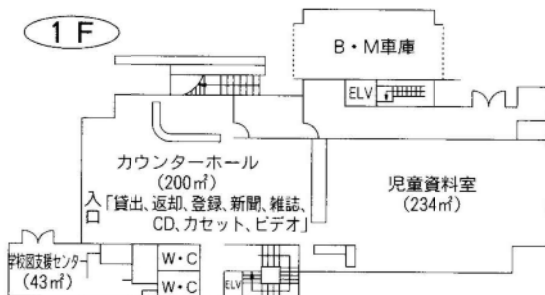 1F
B・M車庫
ELV
カウンターホール
(200㎡)
「貸出、返却、登録、新聞、雑誌、
CD、カセット、ビデオ」
児童資料室
(234㎡)
入口
学校図支援センター
(43㎡)
W・C
W・C
ELV